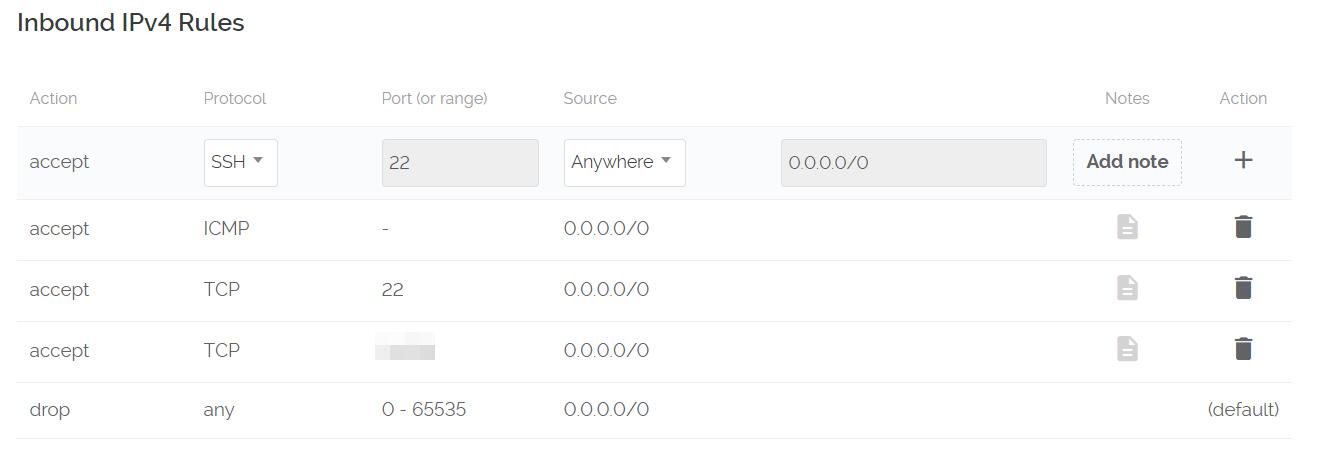 Inbound IPv4 Rules
Action Protocol Port (or range) Source Notes Action
accept SSH 22 Anywhere 0.0.0.0/0 Add note +
accept ICMP - 0.0.0.0/0
accept TCP 22 0.0.0.0/0
accept TCP 0.0.0.0/0
drop any 0 - 65535 0.0.0.0/0 (default)